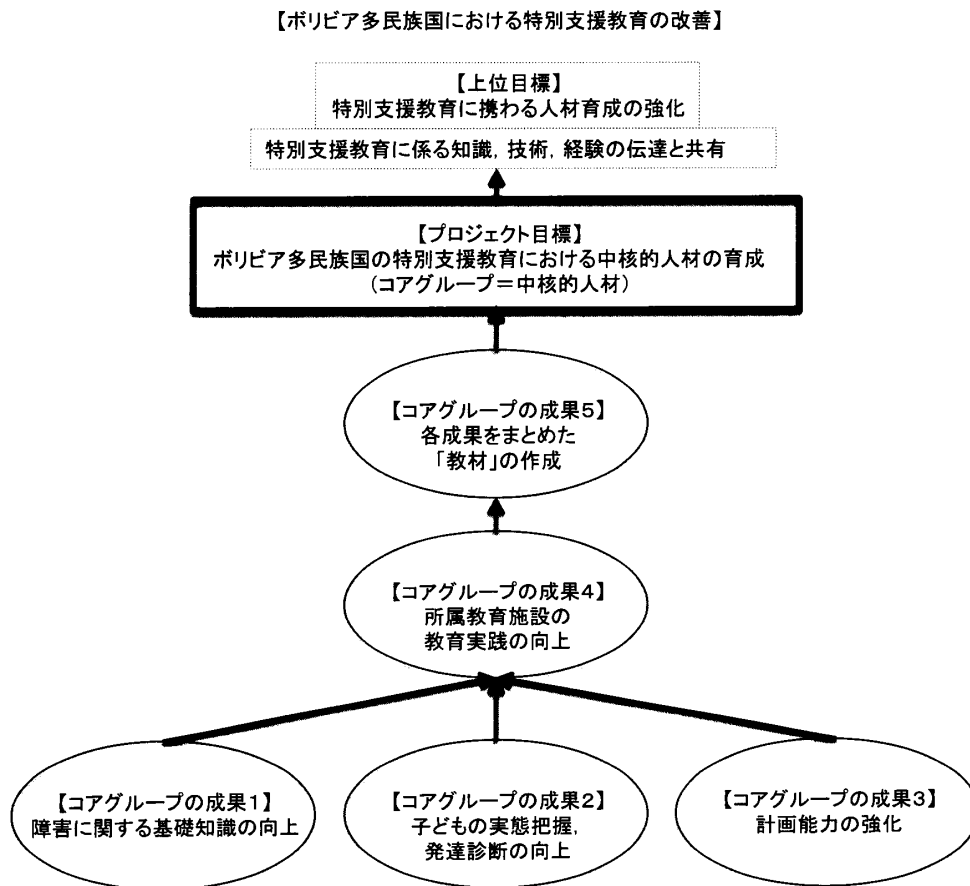 【ボリビア多民族国における特別支援教育の改善】
【上位目標】
特別支援教育に携わる人材育成の強化
特別支援教育に係る知識，技術，経験の伝達と共有
【プロジェクト目標】
ボリビア多民族国の特別支援教育における中核的人材の育成
（コアグループ＝中核的人材）
【コアグループの成果５】
各成果をまとめた
「教材」の作成
【コアグループの成果４】
所属教育施設の
教育実践の向上
【コアグループの成果１】
障害に関する基礎知識の向上
【コアグループの成果２】
子どもの実態把握，
発達診断の向上
【コアグループの成果３】
計画能力の強化